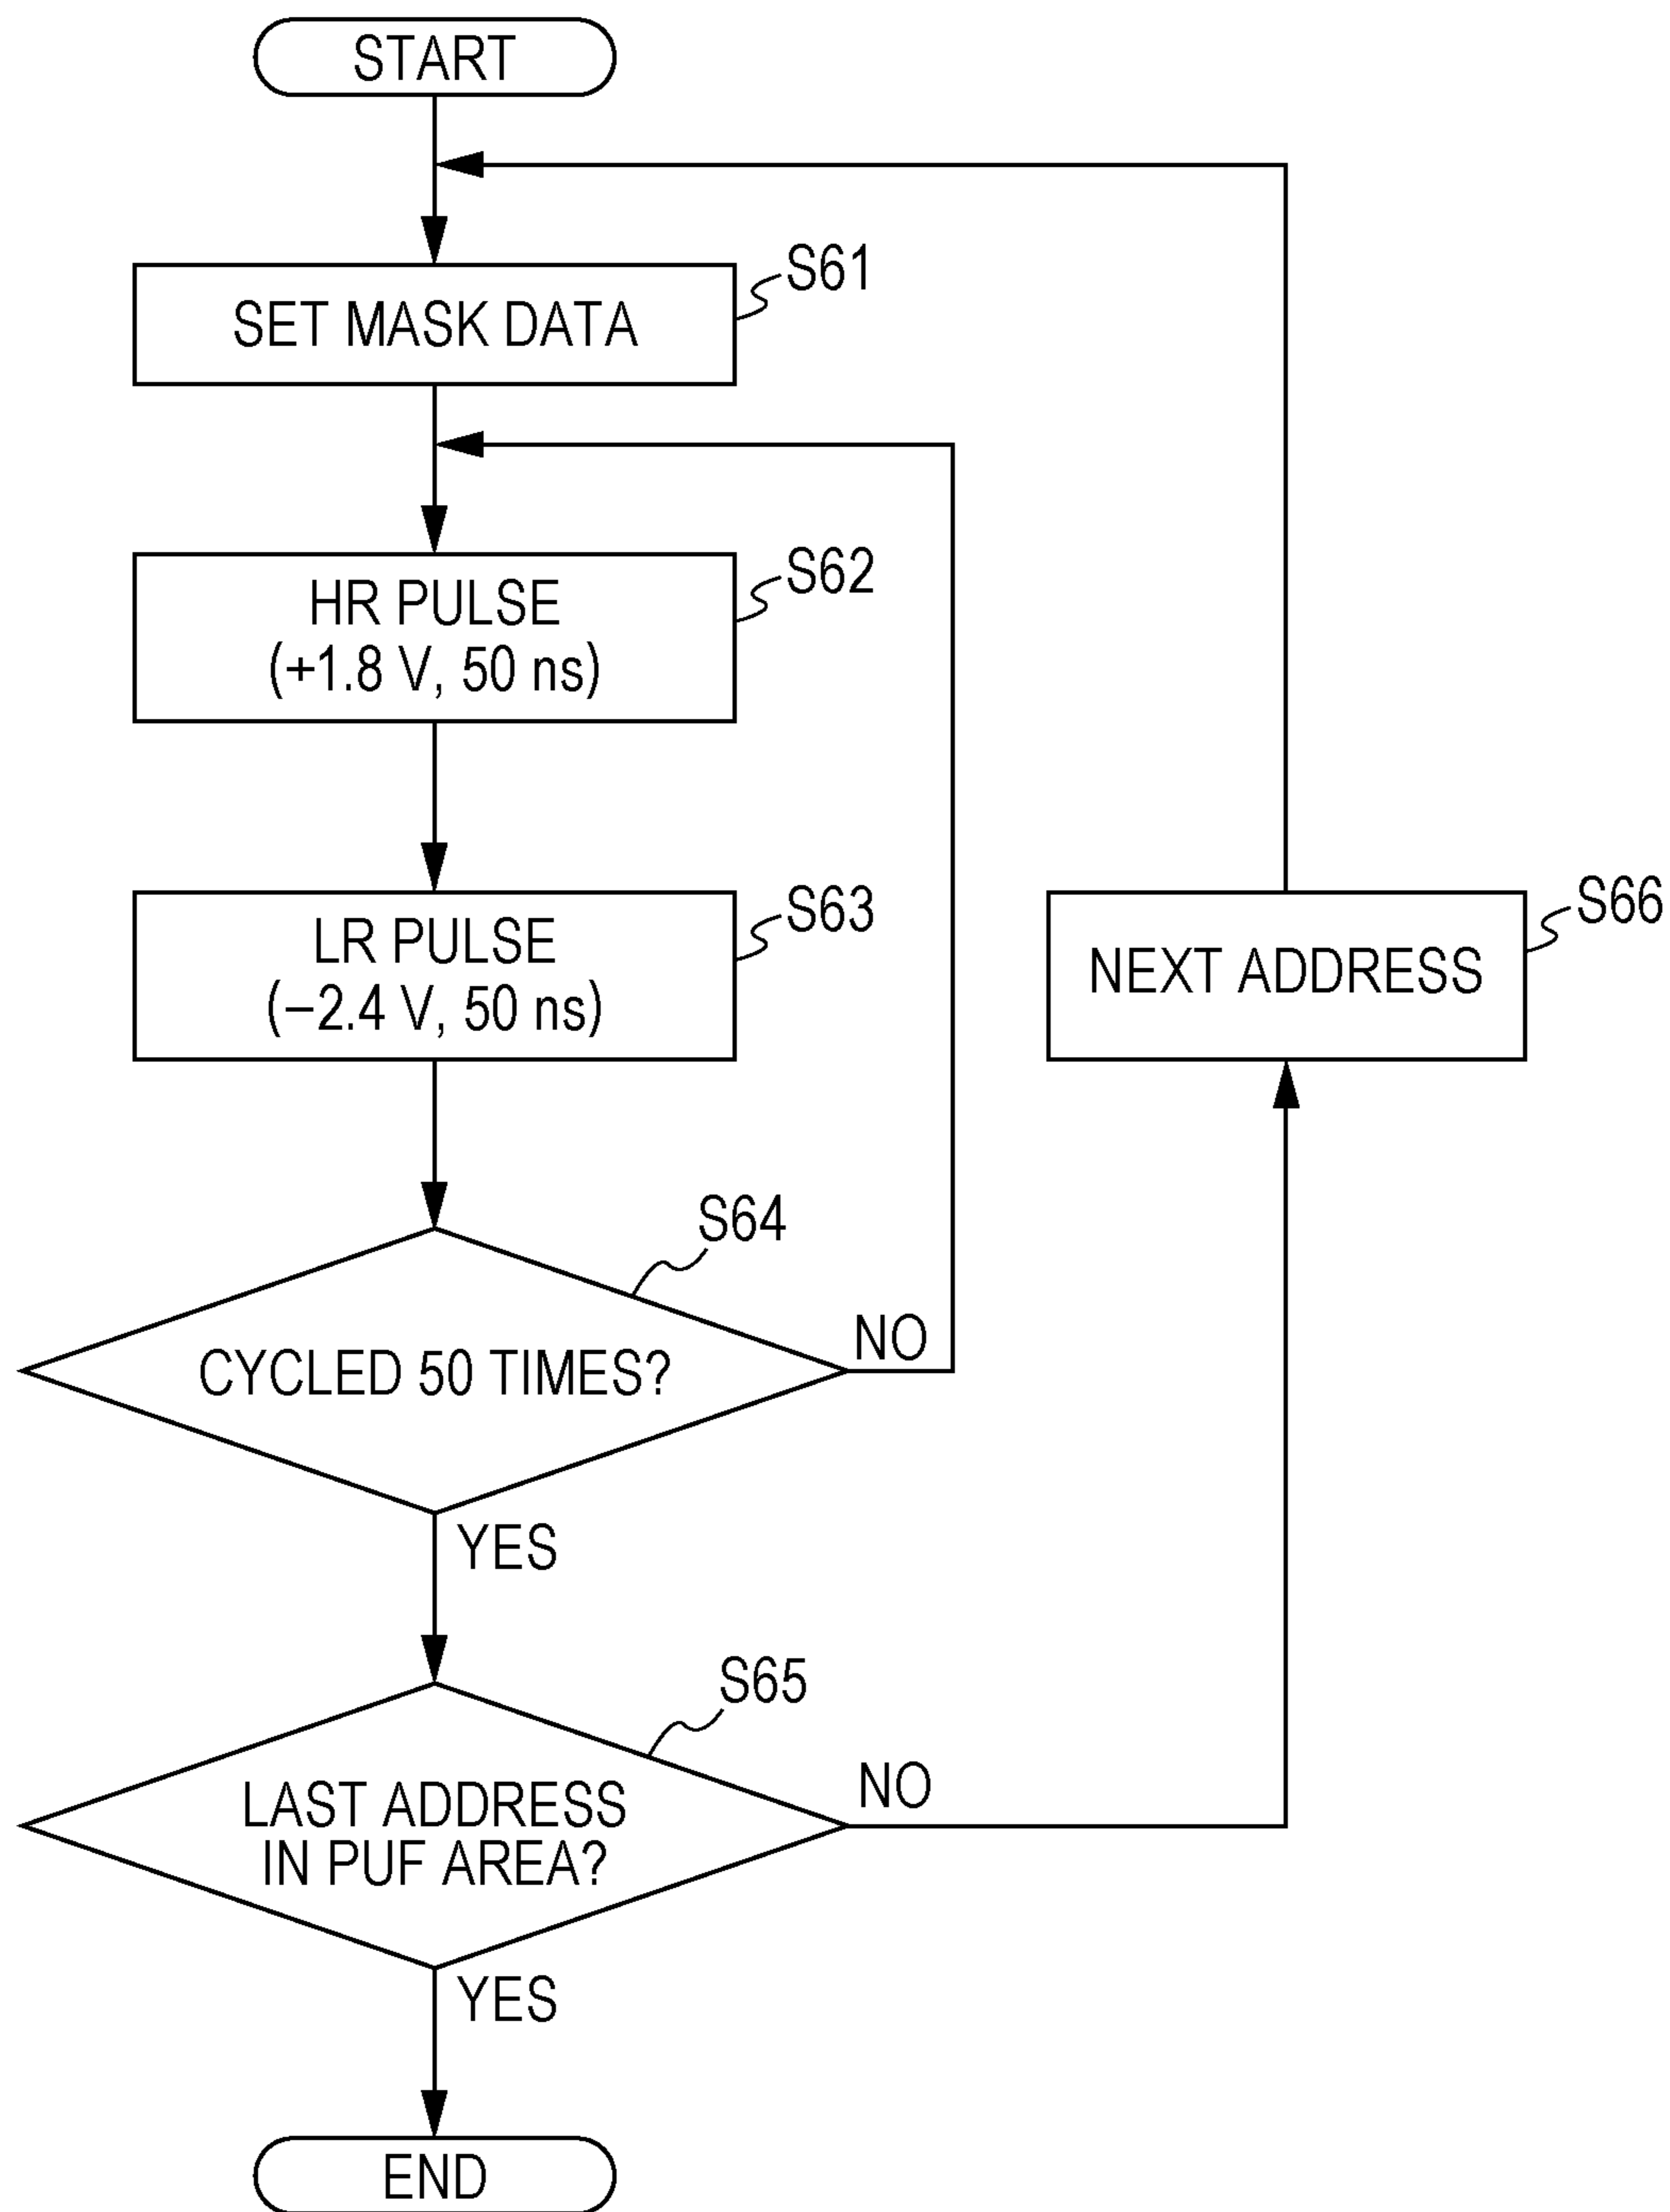 START
SET MASK DATA
S61
HR PULSE
(+1.8 V, 50 ns)
S62
LR PULSE
(–2.4 V, 50 ns)
S63
NEXT ADDRESS
S66
CYCLED 50 TIMES?
S64
NO
YES
LAST ADDRESS
IN PUF AREA?
S65
NO
YES
END